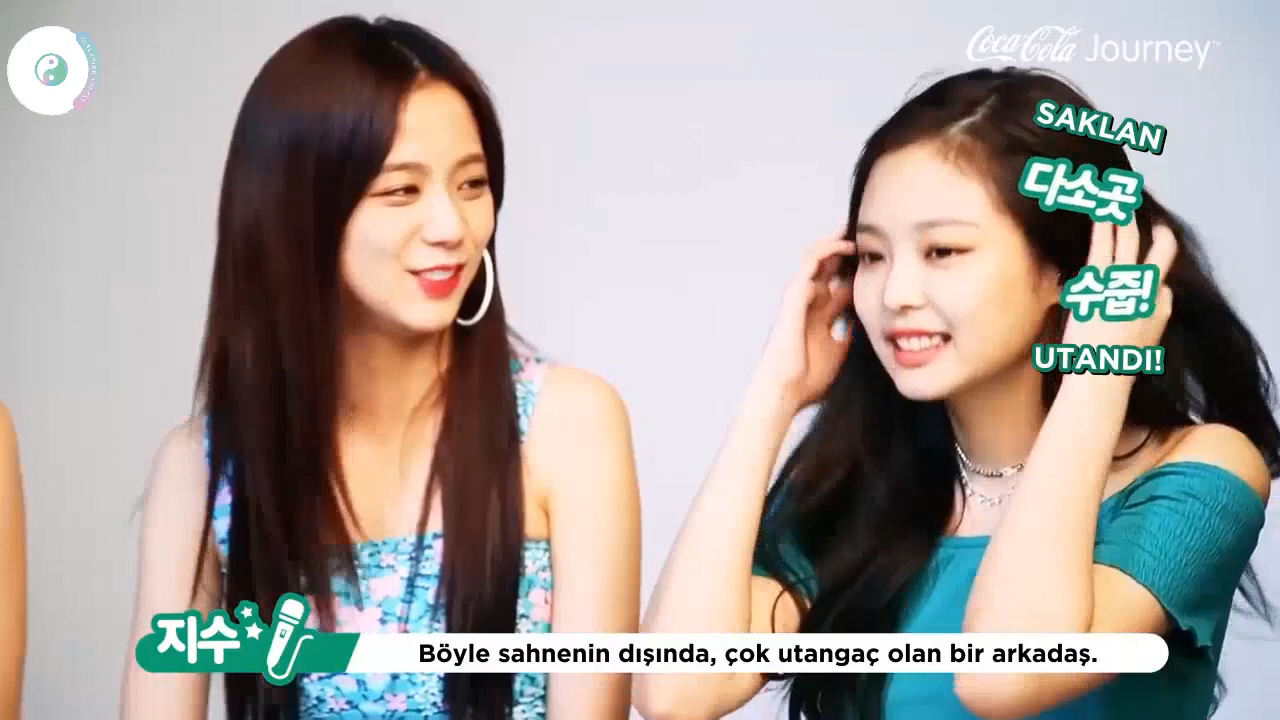 Coca-Cola Journey™
SAKLAN
다소곳
수줍!
UTANDI!
지수
Böyle sahnenin dışında, çok utangaç olan bir arkadaş.